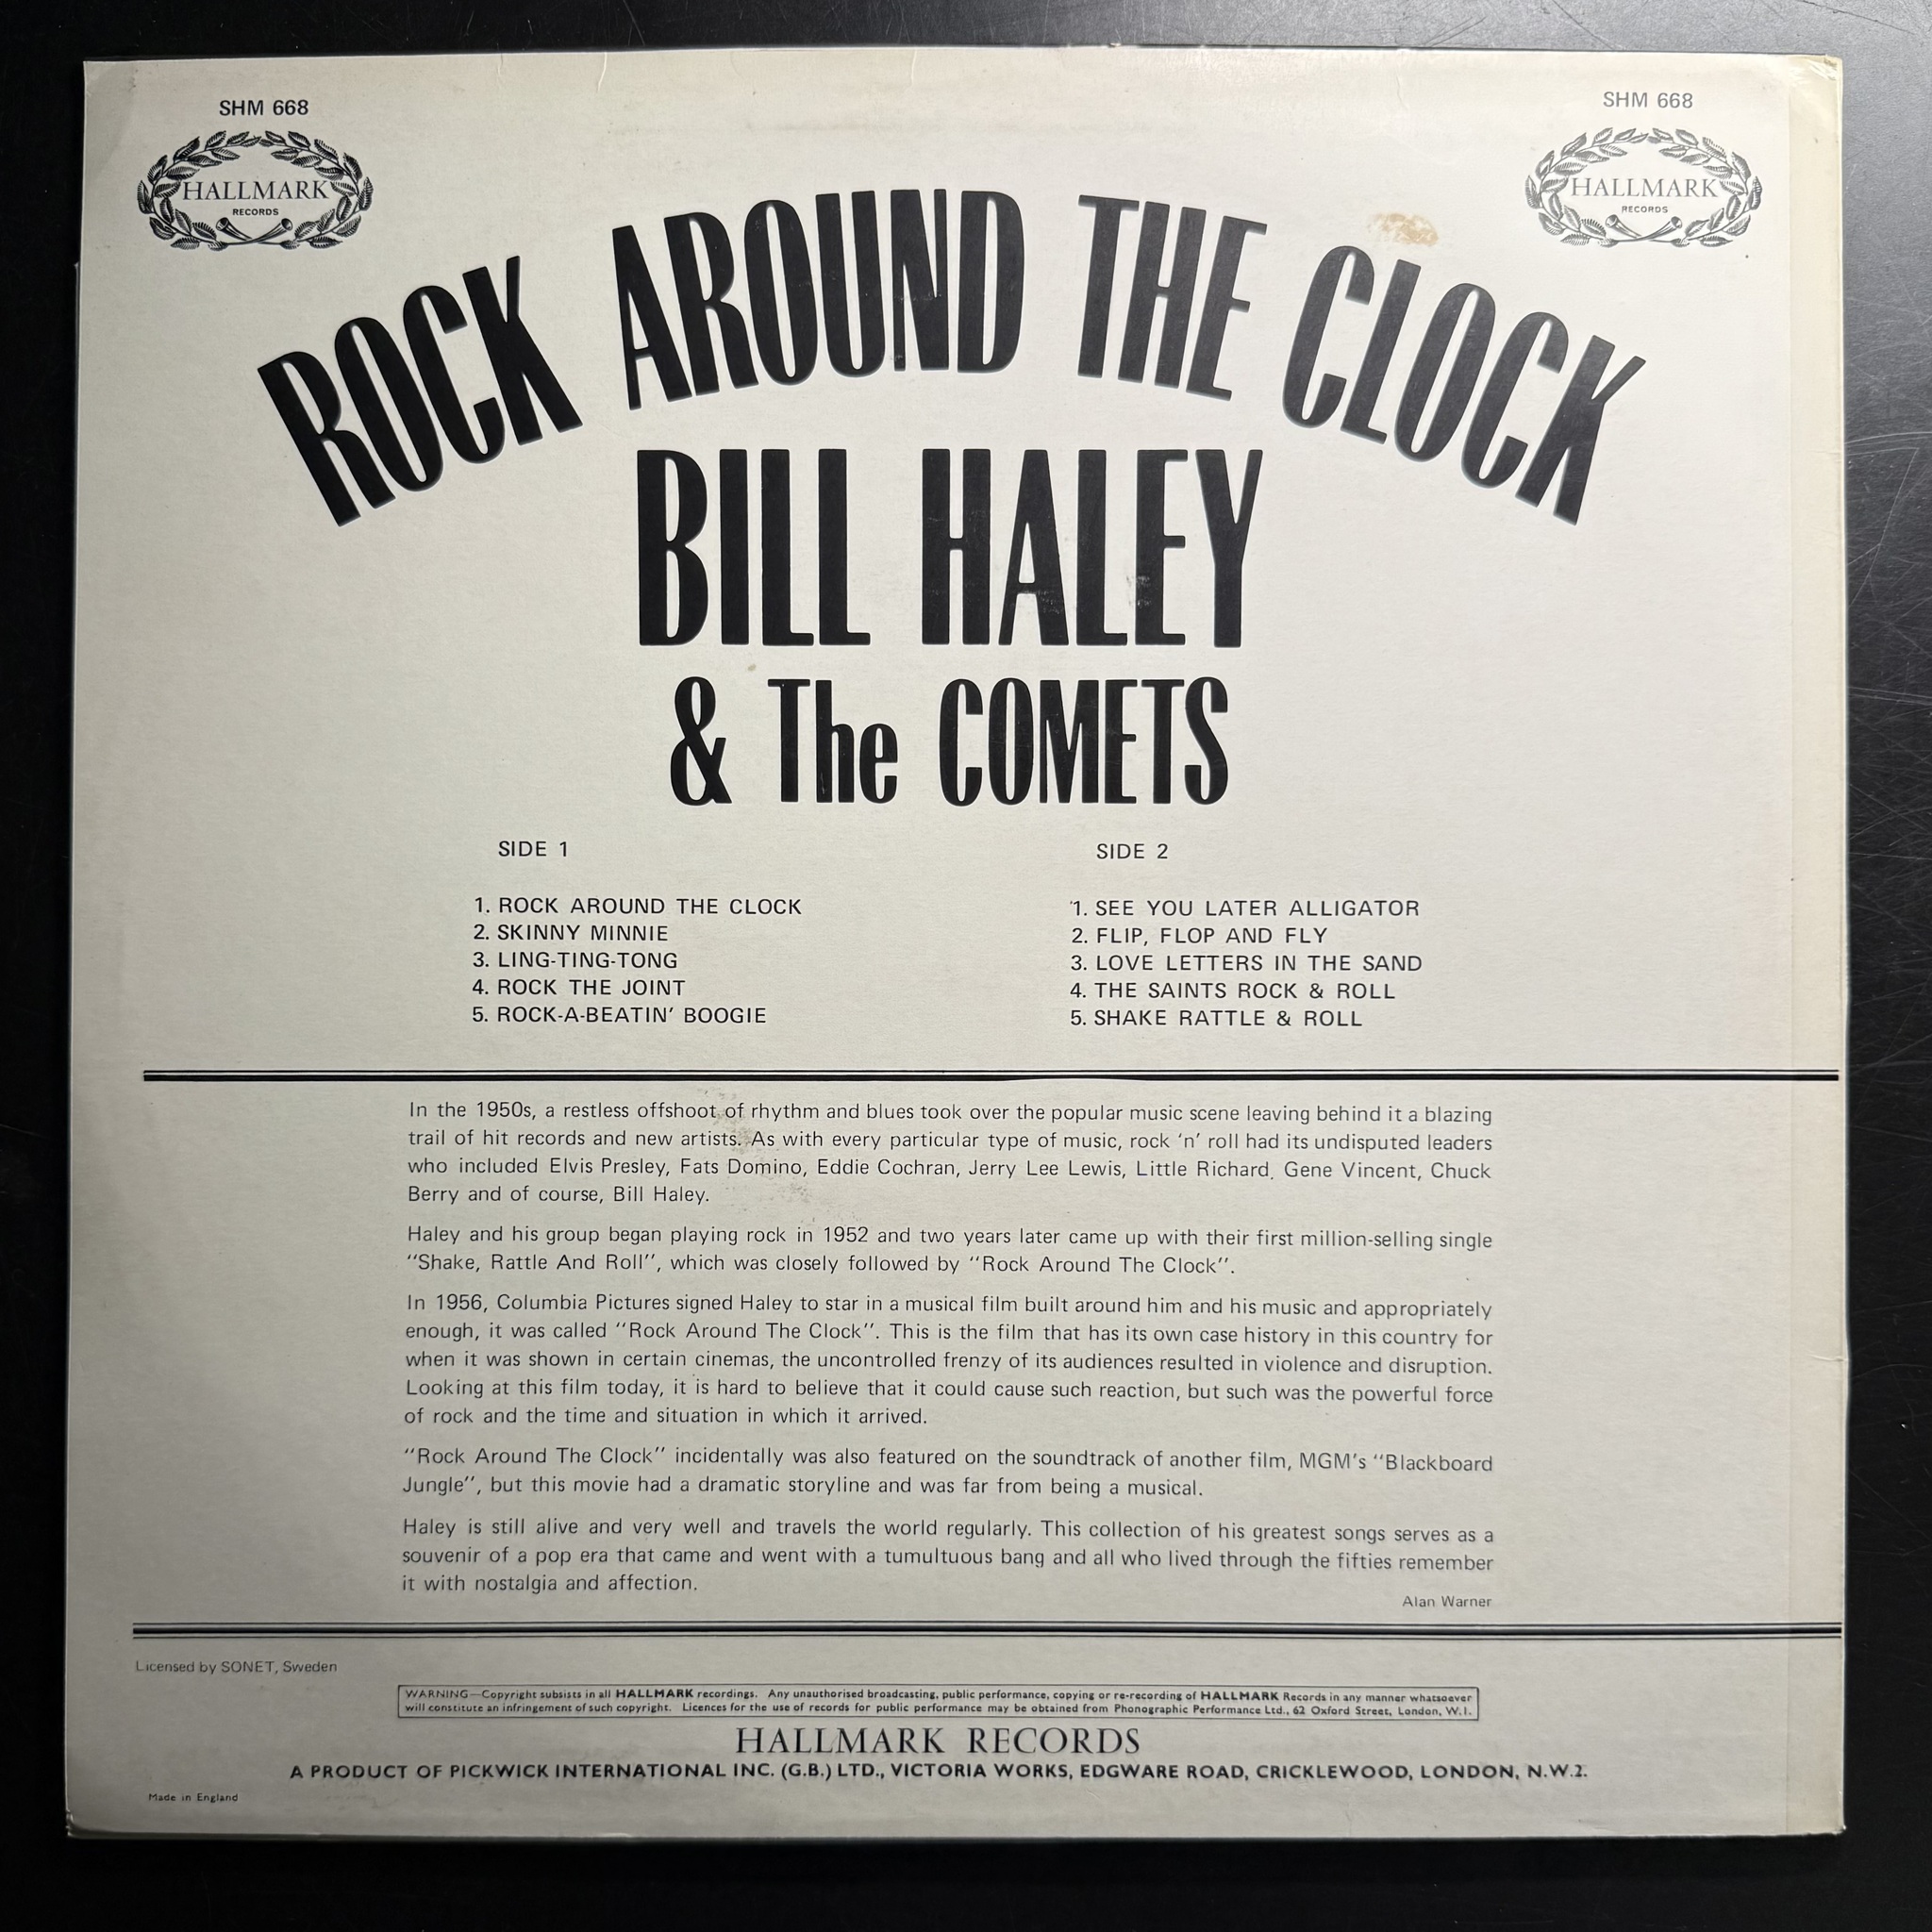 SHM 668
HALLMARK
RECORDS
SHM 668
HALLMARK
RECORDS
ROCK AROUND THE CLOCK
BILL HALEY
& The COMETS
SIDE 1
1. ROCK AROUND THE CLOCK
2. SKINNY MINNIE
3. LING-TING-TONG
4. ROCK THE JOINT
5. ROCK-A-BEATIN' BOOGIE
SIDE 2
1. SEE YOU LATER ALLIGATOR
2. FLIP, FLOP AND FLY
3. LOVE LETTERS IN THE SAND
4. THE SAINTS ROCK & ROLL
5. SHAKE RATTLE & ROLL
In the 1950s, a restless offshoot of rhythm and blues took over the popular music scene leaving behind it a blazing
trail of hit records and new artists. As with every particular type of music, rock 'n' roll had its undisputed leaders
who included Elvis Presley, Fats Domino, Eddie Cochran, Jerry Lee Lewis, Little Richard, Gene Vincent, Chuck
Berry and of course, Bill Haley.
Haley and his group began playing rock in 1952 and two years later came up with their first million-selling single
"Shake, Rattle And Roll", which was closely followed by "Rock Around The Clock".
In 1956, Columbia Pictures signed Haley to star in a musical film built around him and his music and appropriately
enough, it was called "Rock Around The Clock". This is the film that has its own case history in this country for
when it was shown in certain cinemas, the uncontrolled frenzy of its audiences resulted in violence and disruption.
Looking at this film today, it is hard to believe that it could cause such reaction, but such was the powerful force
of rock and the time and situation in which it arrived.
"Rock Around The Clock" incidentally was also featured on the soundtrack of another film, MGM's "Blackboard
Jungle", but this movie had a dramatic storyline and was far from being a musical.
Haley is still alive and very well and travels the world regularly. This collection of his greatest songs serves as a
souvenir of a pop era that came and went with a tumultuous bang and all who lived through the fifties remember
it with nostalgia and affection.
Alan Warner
Licensed by SONET, Sweden
WARNING—Copyright subsists in all HALLMARK recordings. Any unauthorised broadcasting, public performance, copying or re-recording of HALLMARK Records in any manner whatsoever
will constitute an infringement of such copyright. Licences for the use of records for public performance may be obtained from Phonographic Performance Ltd., 62 Oxford Street, London, W.1.
HALLMARK RECORDS
A PRODUCT OF PICKWICK INTERNATIONAL INC. (G.B.) LTD., VICTORIA WORKS, EDGWARE ROAD, CRICKLEWOOD, LONDON, N.W.2.
Made in England